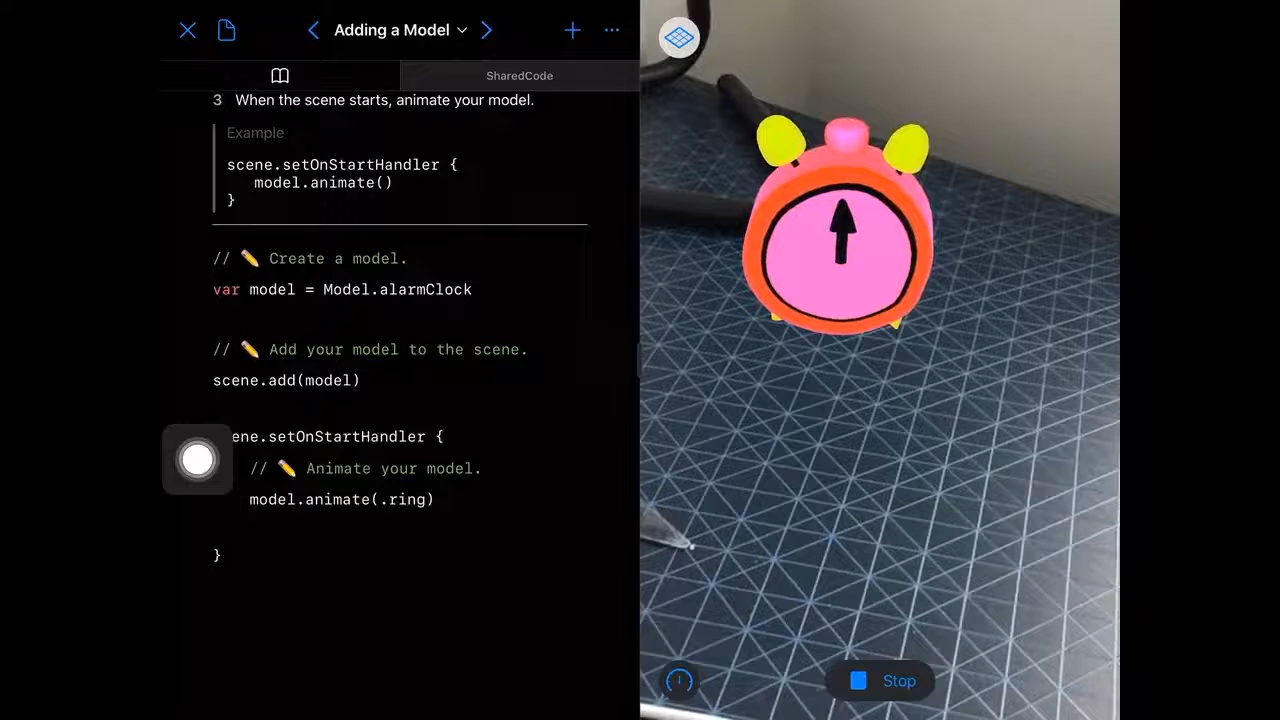 Adding a Model
SharedCode
3 When the scene starts, animate your model.
Example
scene.setOnStartHandler {
model.animate()
}
// ✏️ Create a model.
var model = Model.alarmClock
// ✏️ Add your model to the scene.
scene.add(model)
ene.setOnStartHandler {
// ✏️ Animate your model.
model.animate(.ring)
}
Stop